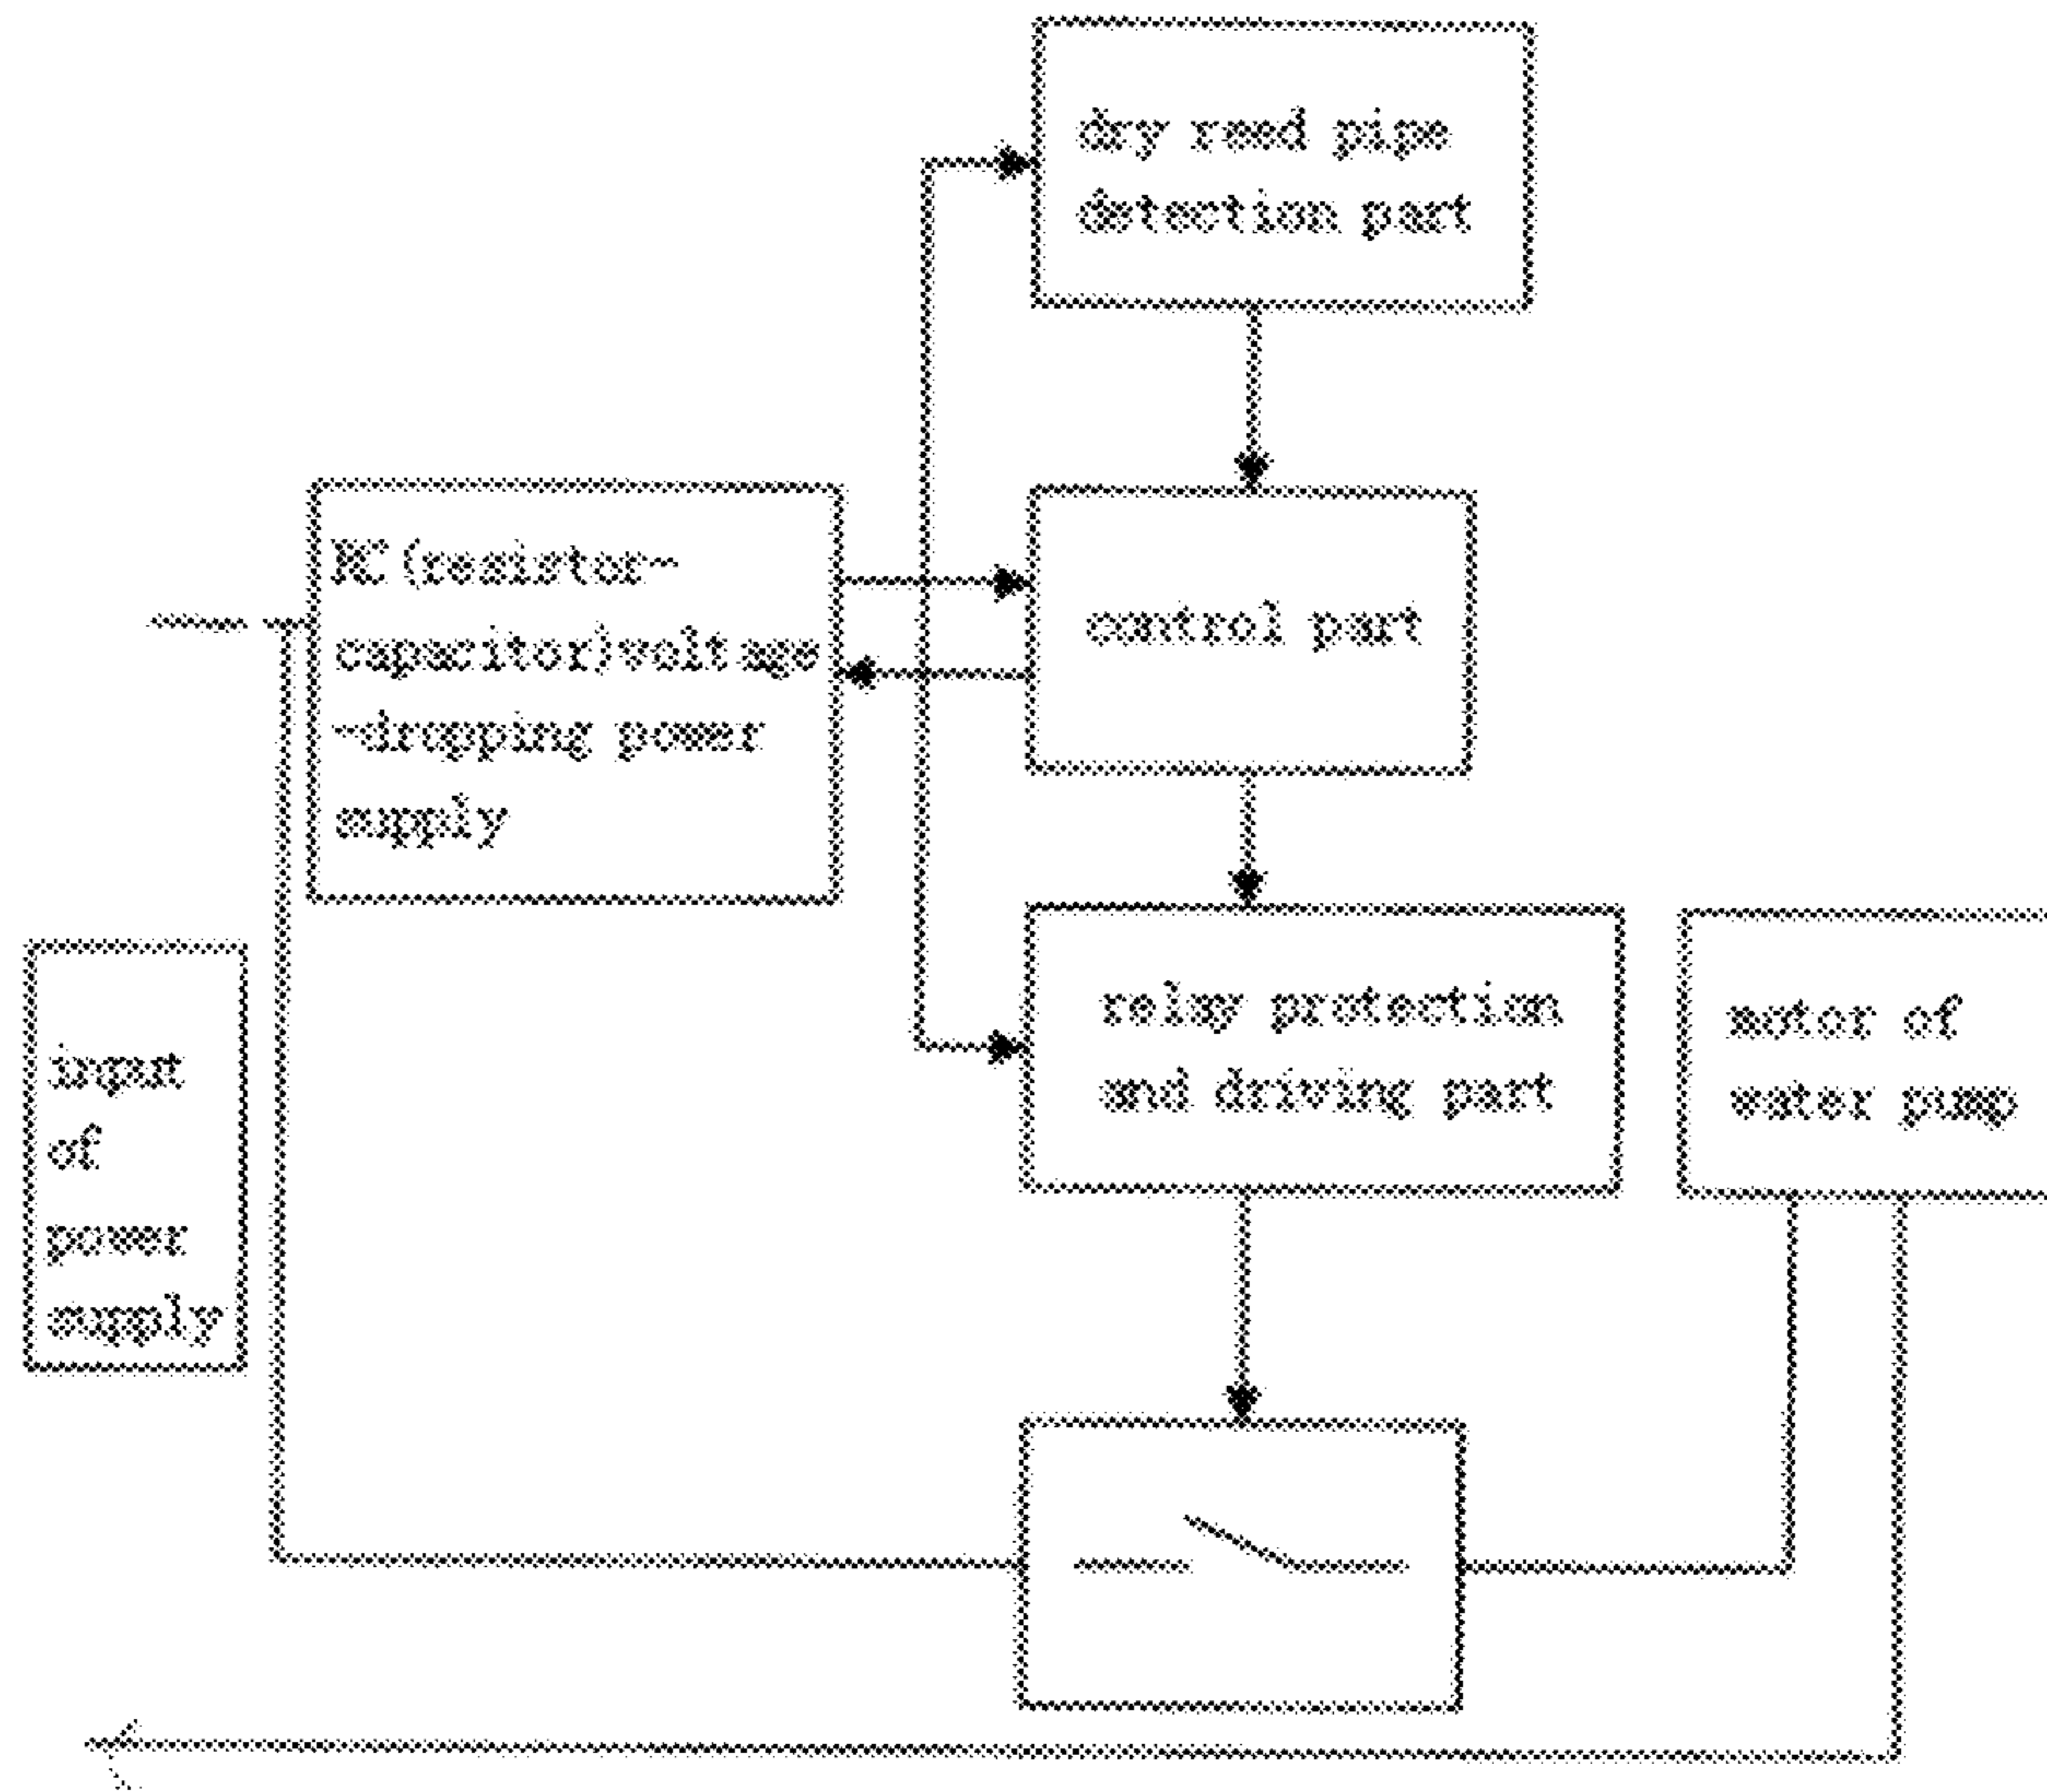 dry reed pipe
detection part
RC (resistor-
capacitor)voltage
-dropping power
supply
control part
relay protection
and driving part
motor of
water pump
input
of
power
supply